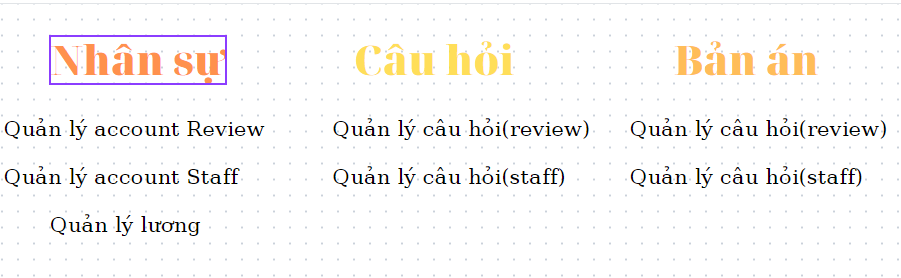 Nhân sự
Câu hỏi
Bản án
Quản lý account Review
Quản lý câu hỏi(review)
Quản lý câu hỏi(review)
Quản lý account Staff
Quản lý câu hỏi(staff)
Quản lý câu hỏi(staff)
Quản lý lương